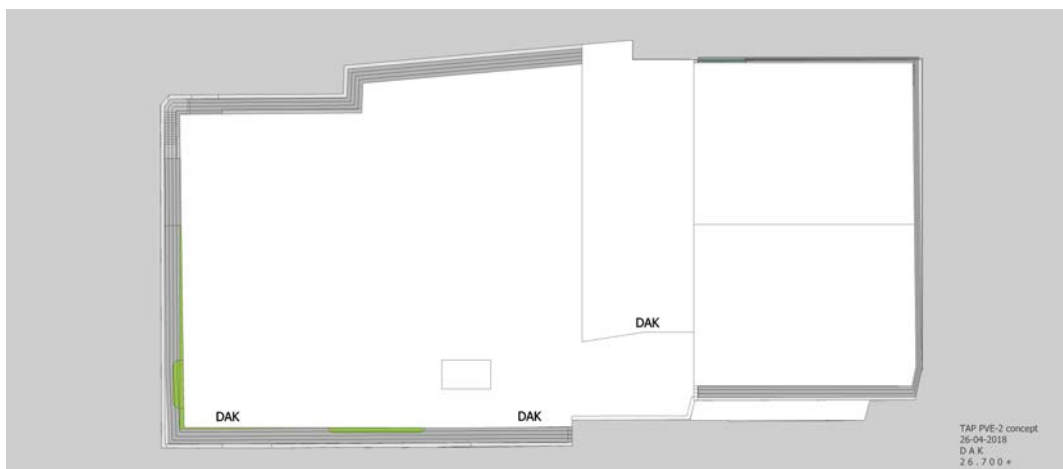 DAK
DAK
DAK
TAP PVE-2 concept
26-04-2018
D A K
2 6 . 7 0 0 +